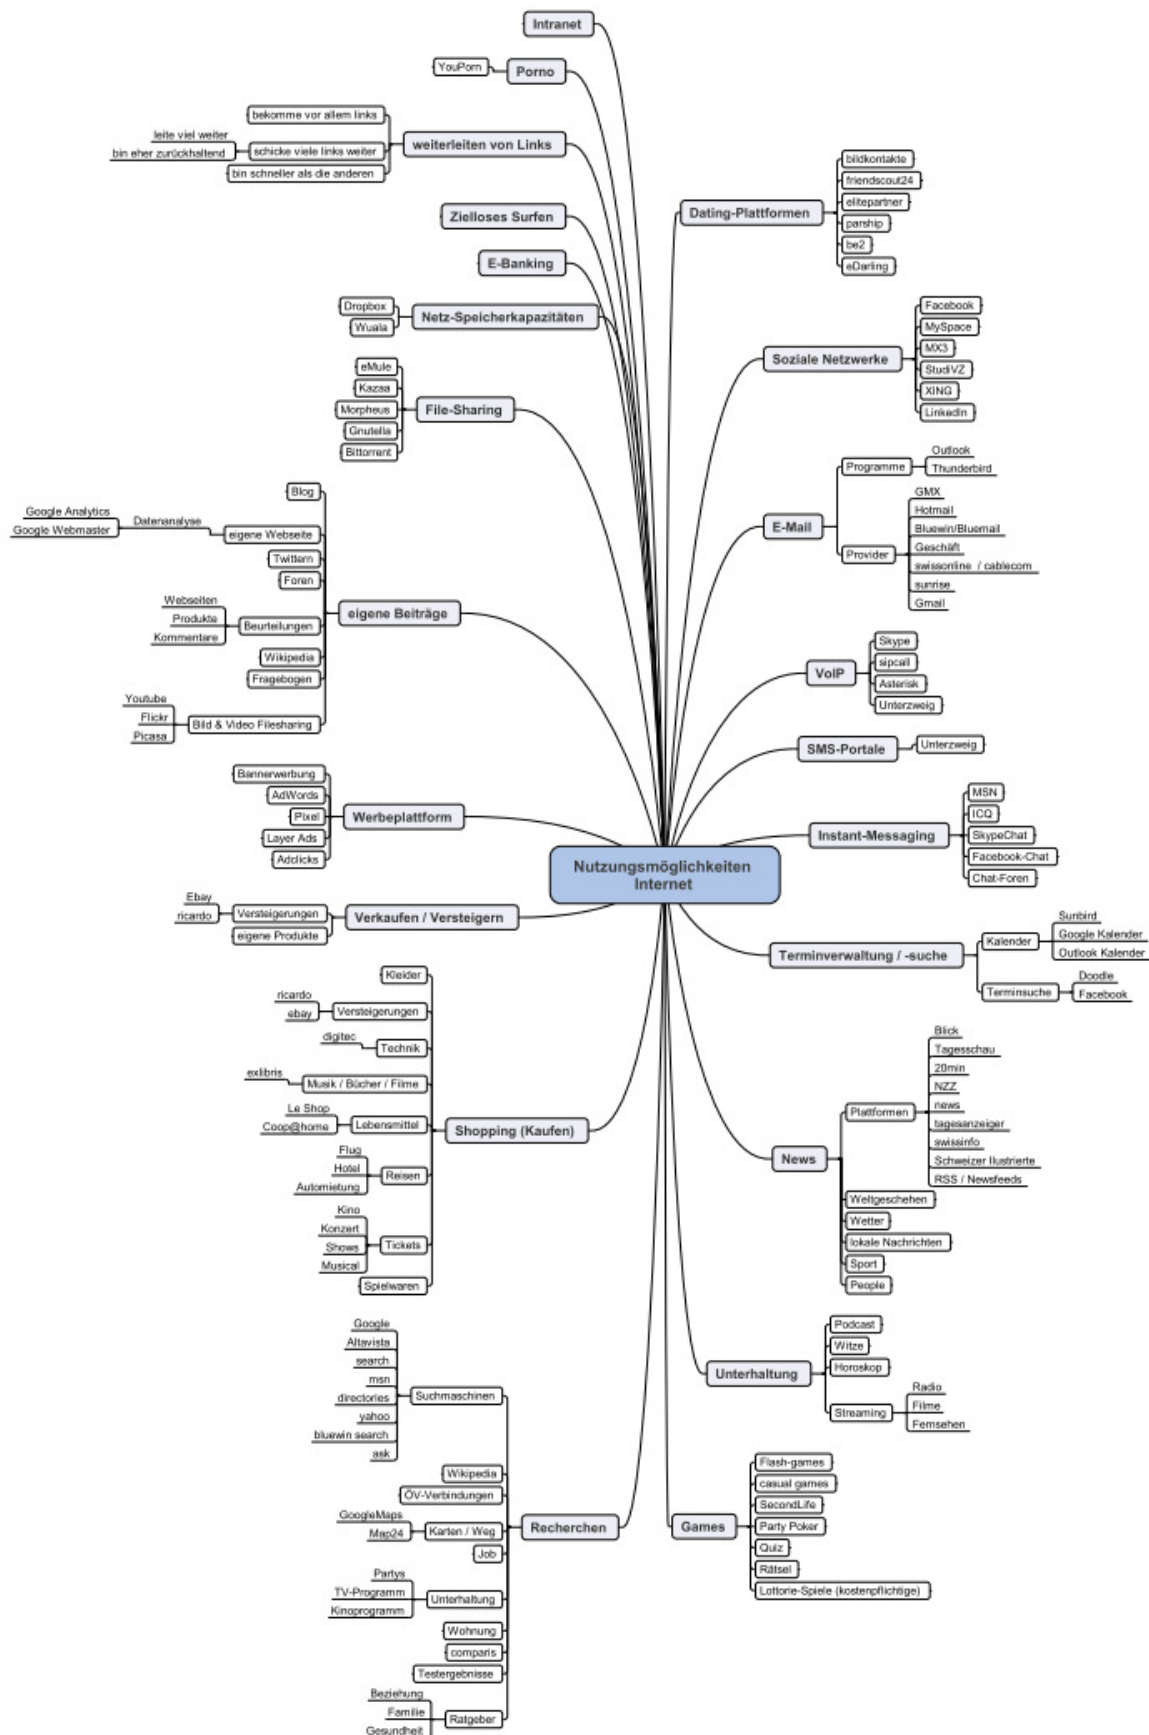 Nutzungsmöglichkeiten
Internet
Intranet
Porno
YouPorn
weiterleiten von Links
bekomme vor allem links
schicke viele links weiter
leite viel weiter
bin eher zurückhaltend
bin schneller als die anderen
Zielloses Surfen
E-Banking
Netz-Speicherkapazitäten
Dropbox
Wuala
File-Sharing
eMule
Kazaa
Morpheus
Gnutella
Bittorrent
eigene Beiträge
Blog
eigene Webseite
Datenanalyse
Google Analytics
Google Webmaster
Twittern
Foren
Beurteilungen
Webseiten
Produkte
Kommentare
Wikipedia
Fragebogen
Bild & Video Filesharing
Youtube
Flickr
Picasa
Werbeplattform
Bannerwerbung
AdWords
Pixel
Layer Ads
Adclicks
Verkaufen / Versteigern
Versteigerungen
Ebay
ricardo
eigene Produkte
Shopping (Kaufen)
Kleider
Versteigerungen
ricardo
ebay
Technik
digitec
Musik / Bücher / Filme
exlibris
Lebensmittel
Le Shop
Coop@home
Reisen
Flug
Hotel
Automietung
Tickets
Kino
Konzert
Shows
Musical
Spielwaren
Recherchen
Suchmaschinen
Google
Altavista
search
msn
directories
yahoo
bluewin search
ask
Wikipedia
ÖV-Verbindungen
Karten / Weg
GoogleMaps
Map24
Job
Unterhaltung
Partys
TV-Programm
Kinoprogramm
Wohnung
comparis
Testergebnisse
Ratgeber
Beziehung
Familie
Gesundheit
Dating-Plattformen
bildkontakte
friendscout24
elitepartner
parship
be2
eDarling
Soziale Netzwerke
Facebook
MySpace
MX3
StudiVZ
XING
LinkedIn
E-Mail
Programme
Outlook
Thunderbird
Provider
GMX
Hotmail
Bluewin/Bluemail
Geschäft
swissonline / cablecom
sunrise
Gmail
VoIP
Skype
sipcall
Asterisk
Unterzweig
SMS-Portale
Unterzweig
Instant-Messaging
MSN
ICQ
SkypeChat
Facebook-Chat
Chat-Foren
Terminverwaltung / -suche
Kalender
Sunbird
Google Kalender
Outlook Kalender
Terminsuche
Doodle
Facebook
News
Plattformen
Blick
Tagesschau
20min
NZZ
news
tagesanzeiger
swissinfo
Schweizer Ilustrierte
RSS / Newsfeeds
Weltgeschehen
Wetter
lokale Nachrichten
Sport
People
Unterhaltung
Podcast
Witze
Horoskop
Streaming
Radio
Filme
Fernsehen
Games
Flash-games
casual games
SecondLife
Party Poker
Quiz
Rätsel
Lottorie-Spiele (kostenpflichtige)